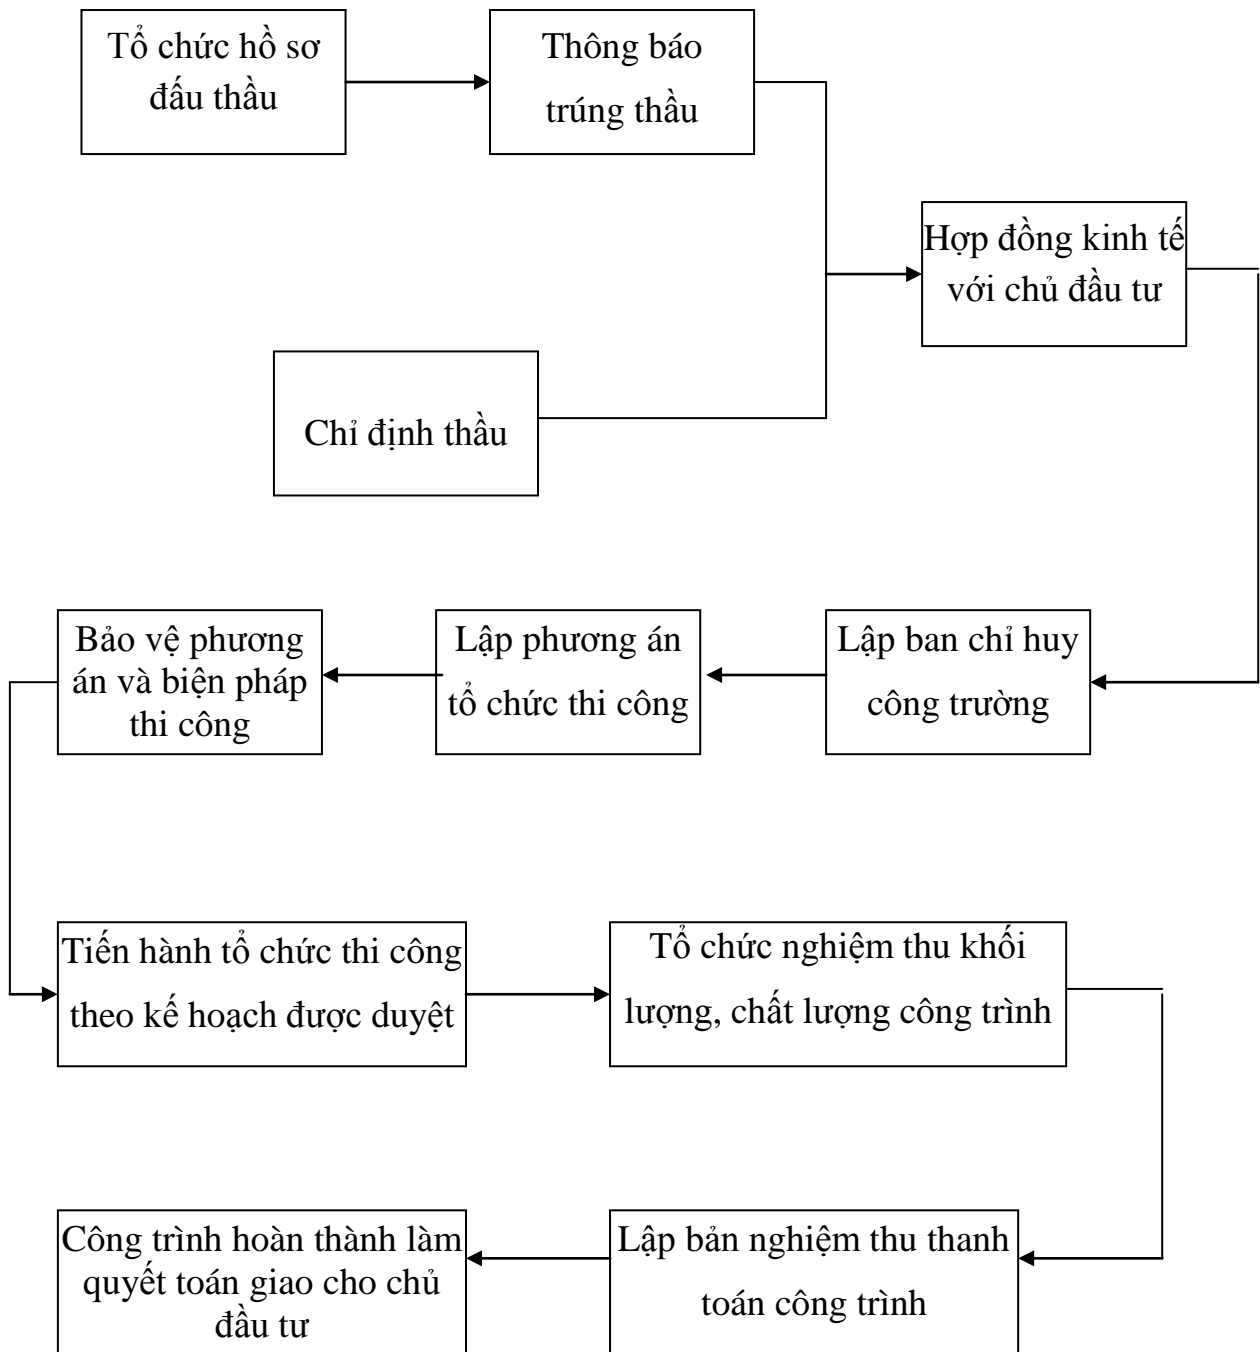 Tổ chức hồ sơ
đấu thầu
Thông báo
trúng thầu
Hợp đồng kinh tế
với chủ đầu tư
Chỉ định thầu
Lập ban chỉ huy
công trường
Lập phương án
tổ chức thi công
Bảo vệ phương
án và biện pháp
thi công
Tiến hành tổ chức thi công
theo kế hoạch được duyệt
Tổ chức nghiệm thu khối
lượng, chất lượng công trình
Lập bản nghiệm thu thanh
toán công trình
Công trình hoàn thành làm
quyết toán giao cho chủ
đầu tư